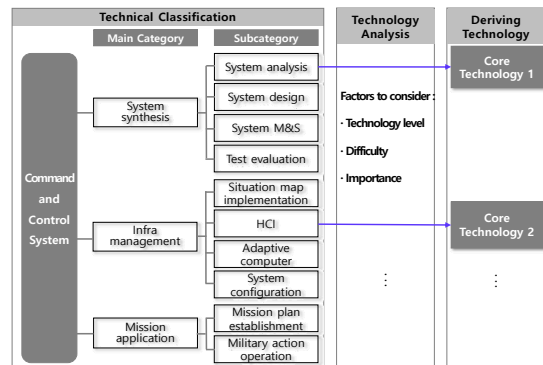 Technical Classification
Main Category
Subcategory
Command
and
Control
System
System
synthesis
System analysis
System design
System M&S
Test evaluation
Infra
management
Situation map
implementation
HCI
Adaptive
computer
System
configuration
Mission
application
Mission plan
establishment
Military action
operation
Technology
Analysis
Factors to consider :
· Technology level
· Difficulty
· Importance
⋮
Deriving
Technology
Core
Technology 1
Core
Technology 2
⋮